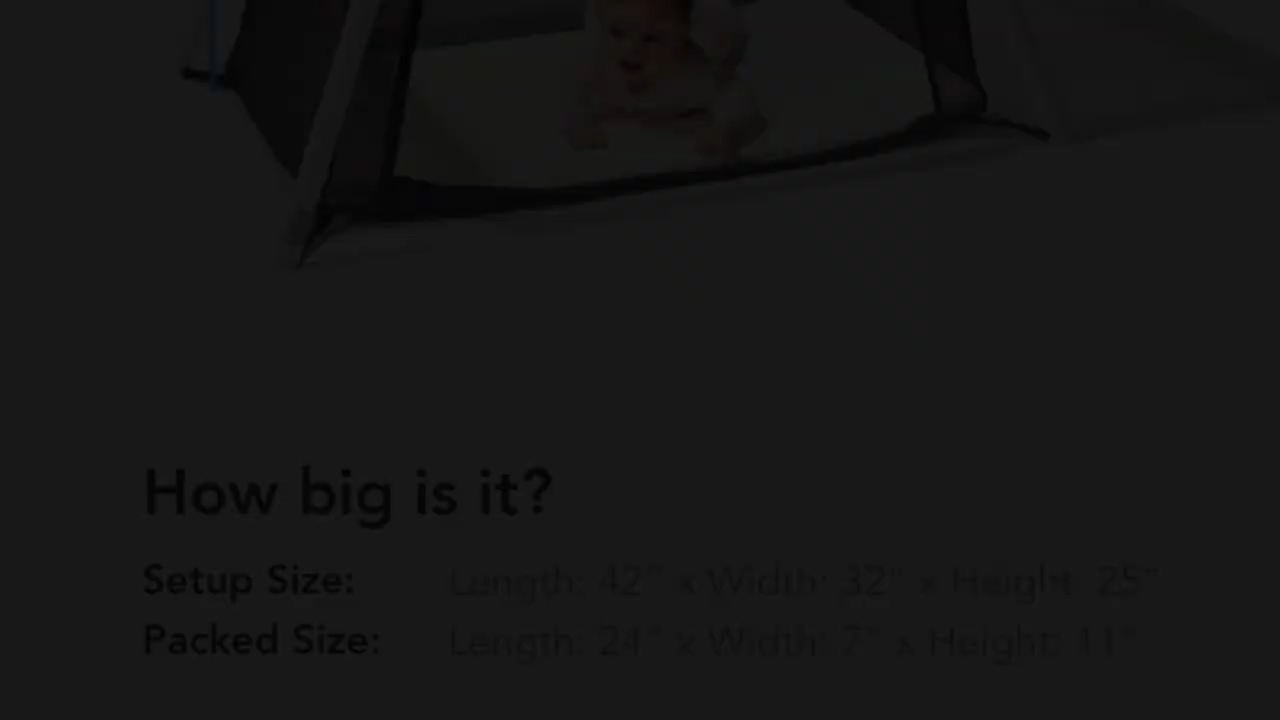 How big is it?
Setup Size: Length: 42" x Width: 32" x Height: 25"
Packed Size: Length: 24" x Width: 7" x Height: 11"